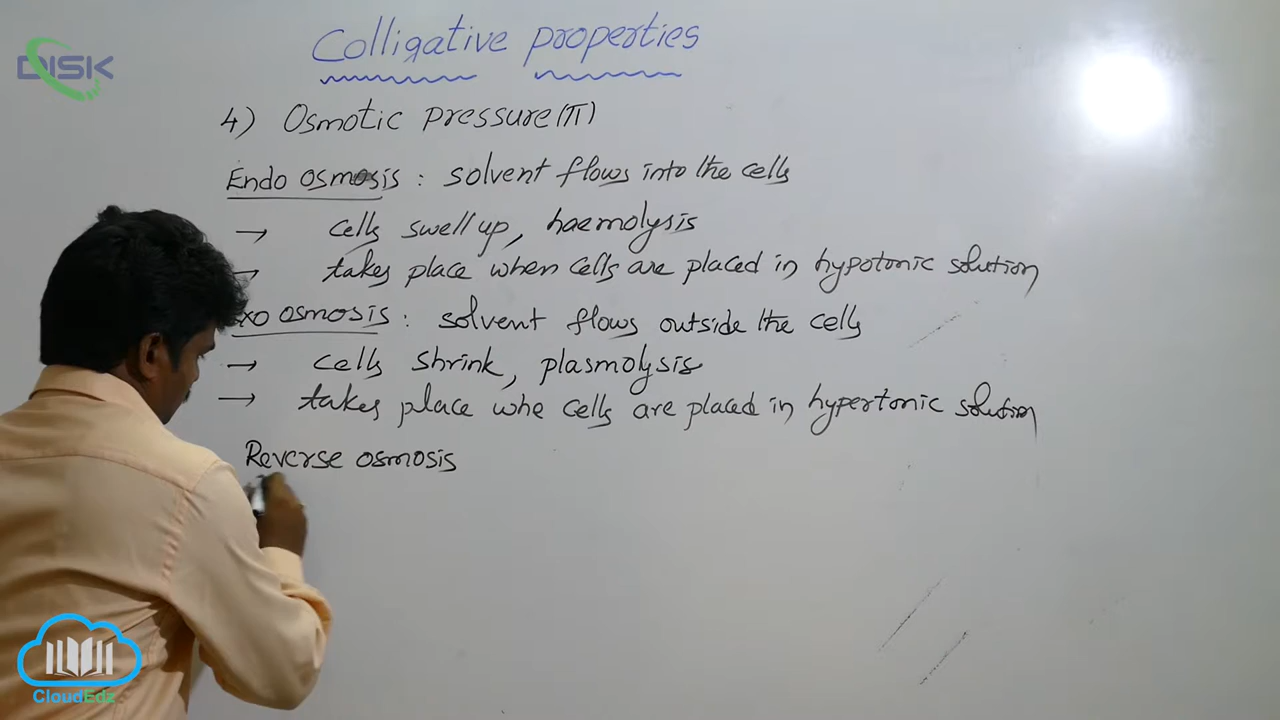 Colligative properties
DISK
4) Osmotic Pressure(π)
Endo osmosis : solvent flows into the cells
→ cells swell up, haemolysis
→ takes place when cells are placed in hypotonic solution
xo osmosis : solvent flows outside the cells
→ cells shrink, plasmolysis
→ takes place whe cells are placed in hypertonic solution
Reverse osmosis
CloudEdz